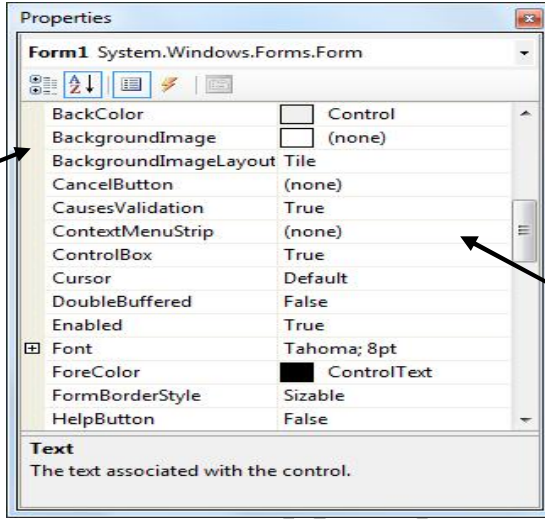 Properties
Form1 System.Windows.Forms.Form
BackColor Control
BackgroundImage (none)
BackgroundImageLayout Tile
CancelButton (none)
CausesValidation True
ContextMenuStrip (none)
ControlBox True
Cursor Default
DoubleBuffered False
Enabled True
Font Tahoma; 8pt
ForeColor ControlText
FormBorderStyle Sizable
HelpButton False
Text
The text associated with the control.